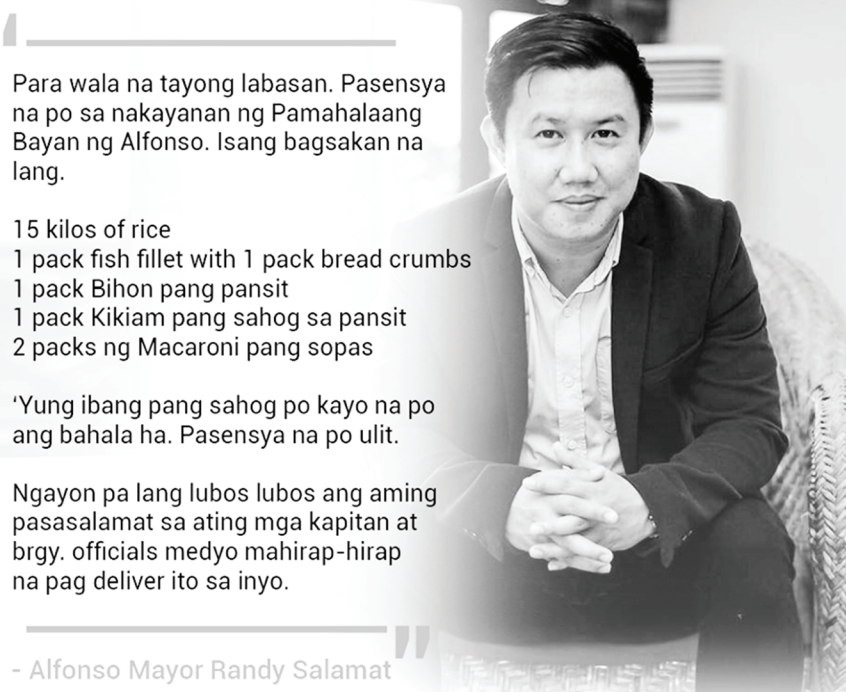 Para wala na tayong labasan. Pasensya
na po sa nakayanan ng Pamahalaang
Bayan ng Alfonso. Isang bagsakan na
lang.
15 kilos of rice
1 pack fish fillet with 1 pack bread crumbs
1 pack Bihon pang pansit
1 pack Kikiam pang sahog sa pansit
2 packs ng Macaroni pang sopas
‘Yung ibang pang sahog po kayo na po
ang bahala ha. Pasensya na po ulit.
Ngayon pa lang lubos lubos ang aming
pasasalamat sa ating mga kapitan at
brgy. officials medyo mahirap-hirap
na pag deliver ito sa inyo.
”
- Alfonso Mayor Randy Salamat